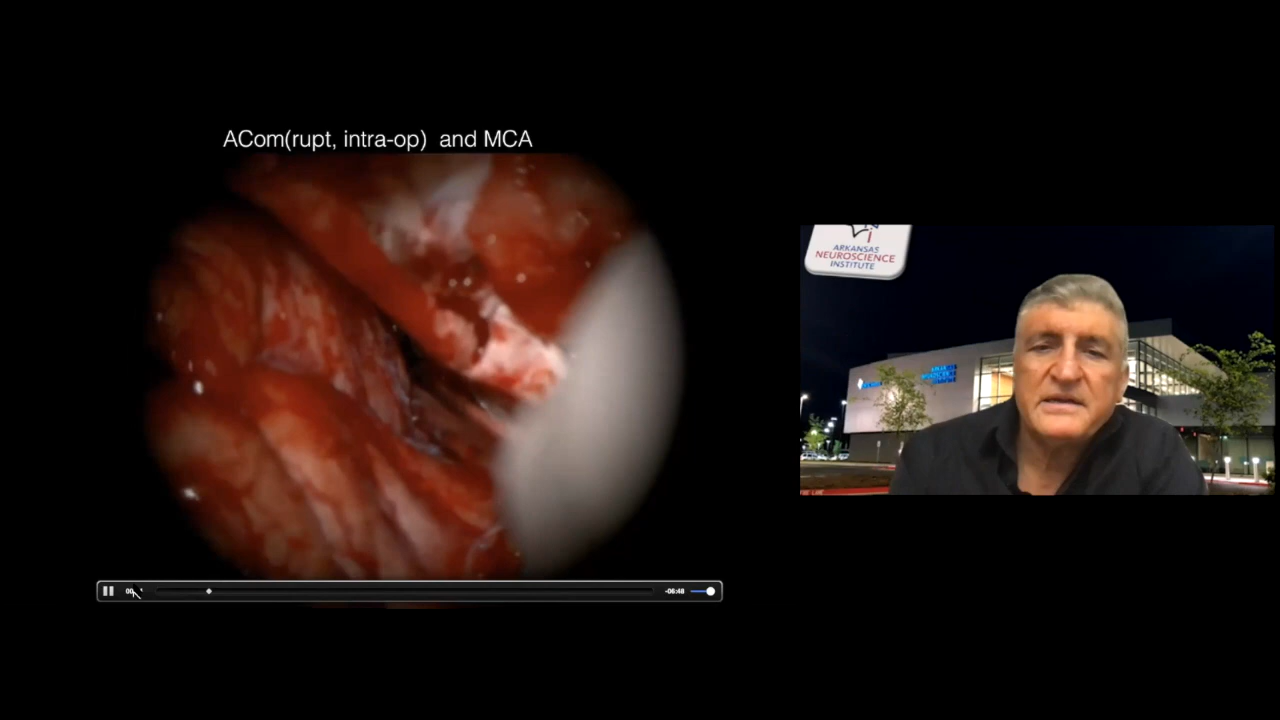 ACom(rupt, intra-op)  and MCA
ARKANSAS
NEUROSCIENCE
INSTITUTE
-06:48